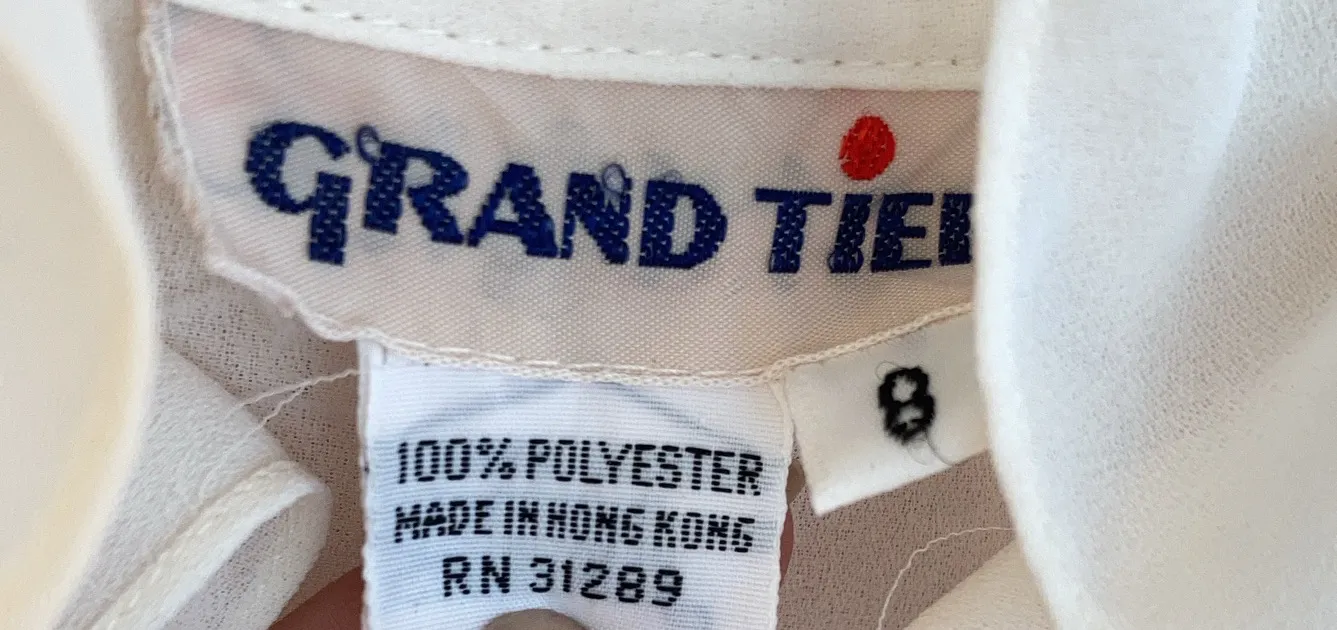 GRAND TIE
8
100% POLYESTER
MADE IN HONG KONG
RN 31289